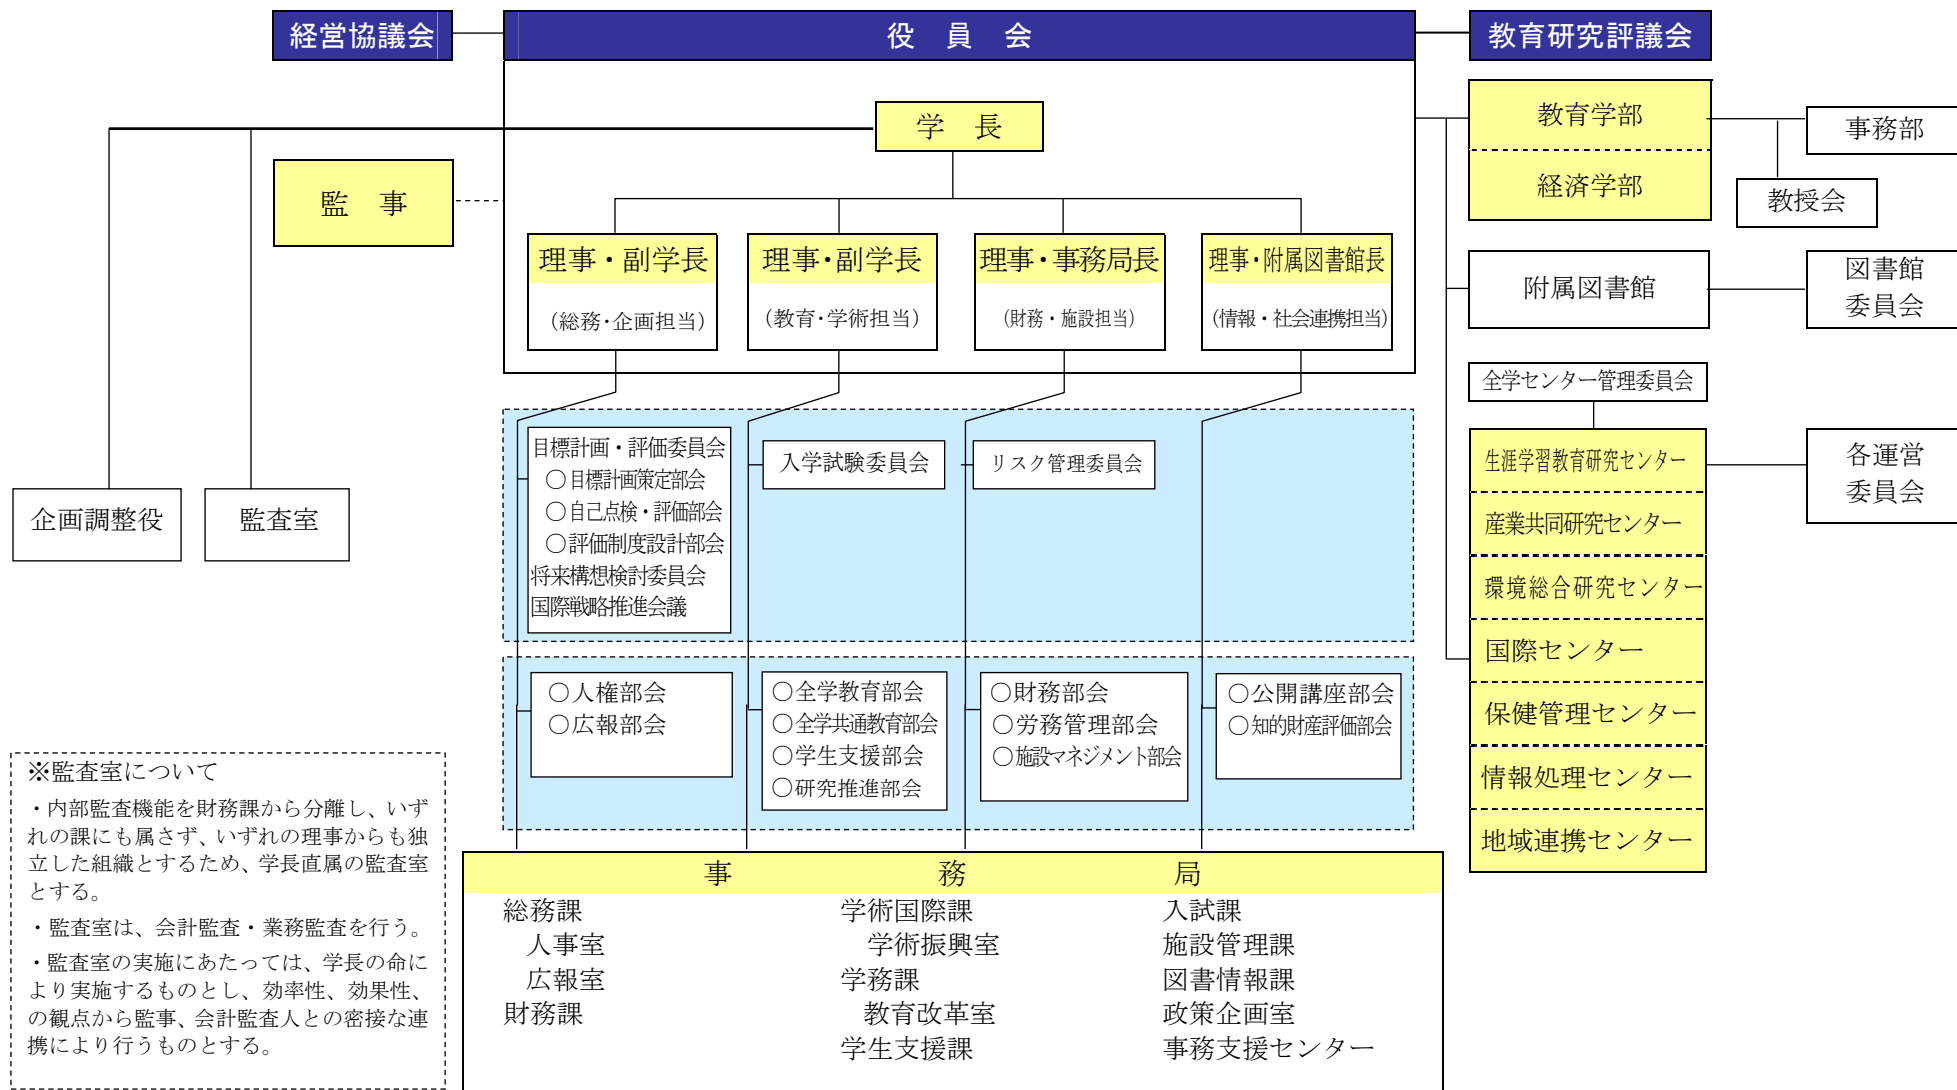 経営協議会
役　員　会
教育研究評議会
学　長
監　事
理事・副学長
（総務・企画担当）
理事・副学長
（教育・学術担当）
理事・事務局長
（財務・施設担当）
理事・附属図書館長
（情報・社会連携担当）
教育学部
経済学部
事務部
教授会
附属図書館
図書館
委員会
全学センター管理委員会
生涯学習教育研究センター
産業共同研究センター
環境総合研究センター
国際センター
保健管理センター
情報処理センター
地域連携センター
各運営
委員会
企画調整役
監査室
目標計画・評価委員会
○目標計画策定部会
○自己点検・評価部会
○評価制度設計部会
将来構想検討委員会
国際戦略推進会議
入学試験委員会
リスク管理委員会
○人権部会
○広報部会
○全学教育部会
○全学共通教育部会
○学生支援部会
○研究推進部会
○財務部会
○労務管理部会
○施設マネジメント部会
○公開講座部会
○知的財産評価部会
※監査室について
・内部監査機能を財務課から分離し、いず
れの課にも属さず、いずれの理事からも独
立した組織とするため、学長直属の監査室
とする。
・監査室は、会計監査・業務監査を行う。
・監査室の実施にあたっては、学長の命に
より実施するものとし、効率性、効果性、
の観点から監事、会計監査人との密接な連
携により行うものとする。
事　務　局
総務課
人事室
広報室
財務課
学術国際課
学術振興室
学務課
教育改革室
学生支援課
入試課
施設管理課
図書情報課
政策企画室
事務支援センター